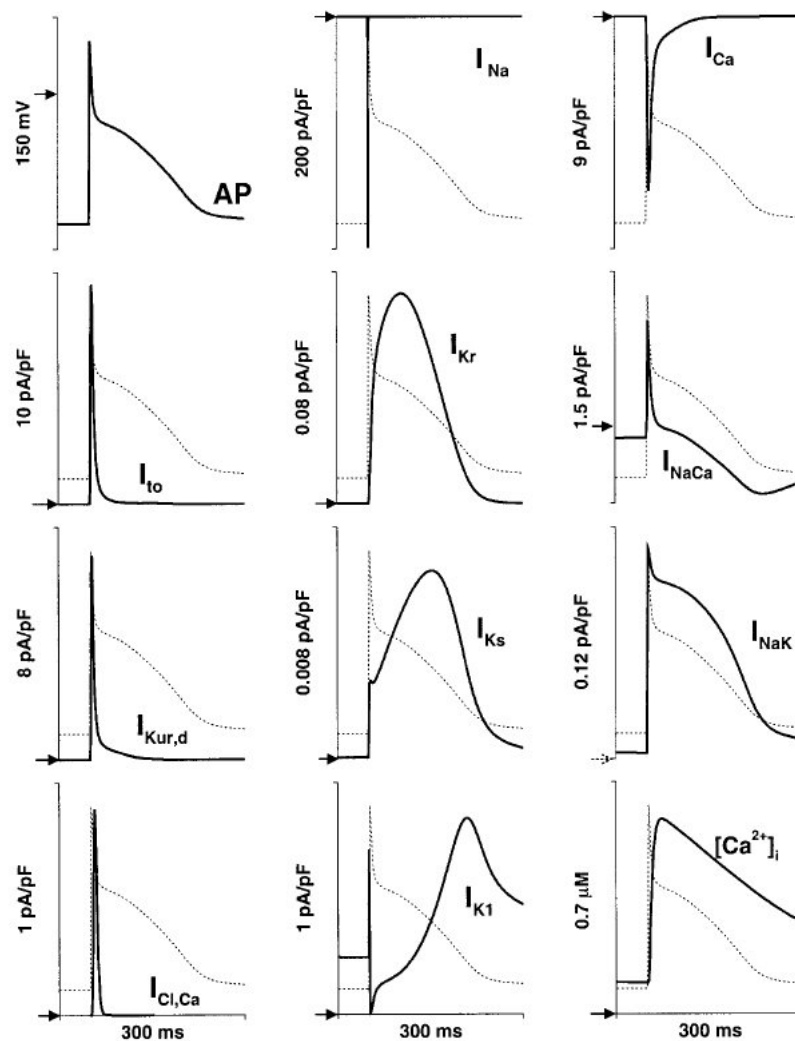 150 mV
AP
200 pA/pF
I Na
9 pA/pF
I Ca
10 pA/pF
I to
0.08 pA/pF
I Kr
1.5 pA/pF
I NaCa
8 pA/pF
I Kur,d
0.008 pA/pF
I Ks
0.12 pA/pF
I NaK
1 pA/pF
I Cl,Ca
300 ms
1 pA/pF
I K1
300 ms
0.7 μM
[Ca2+]i
300 ms